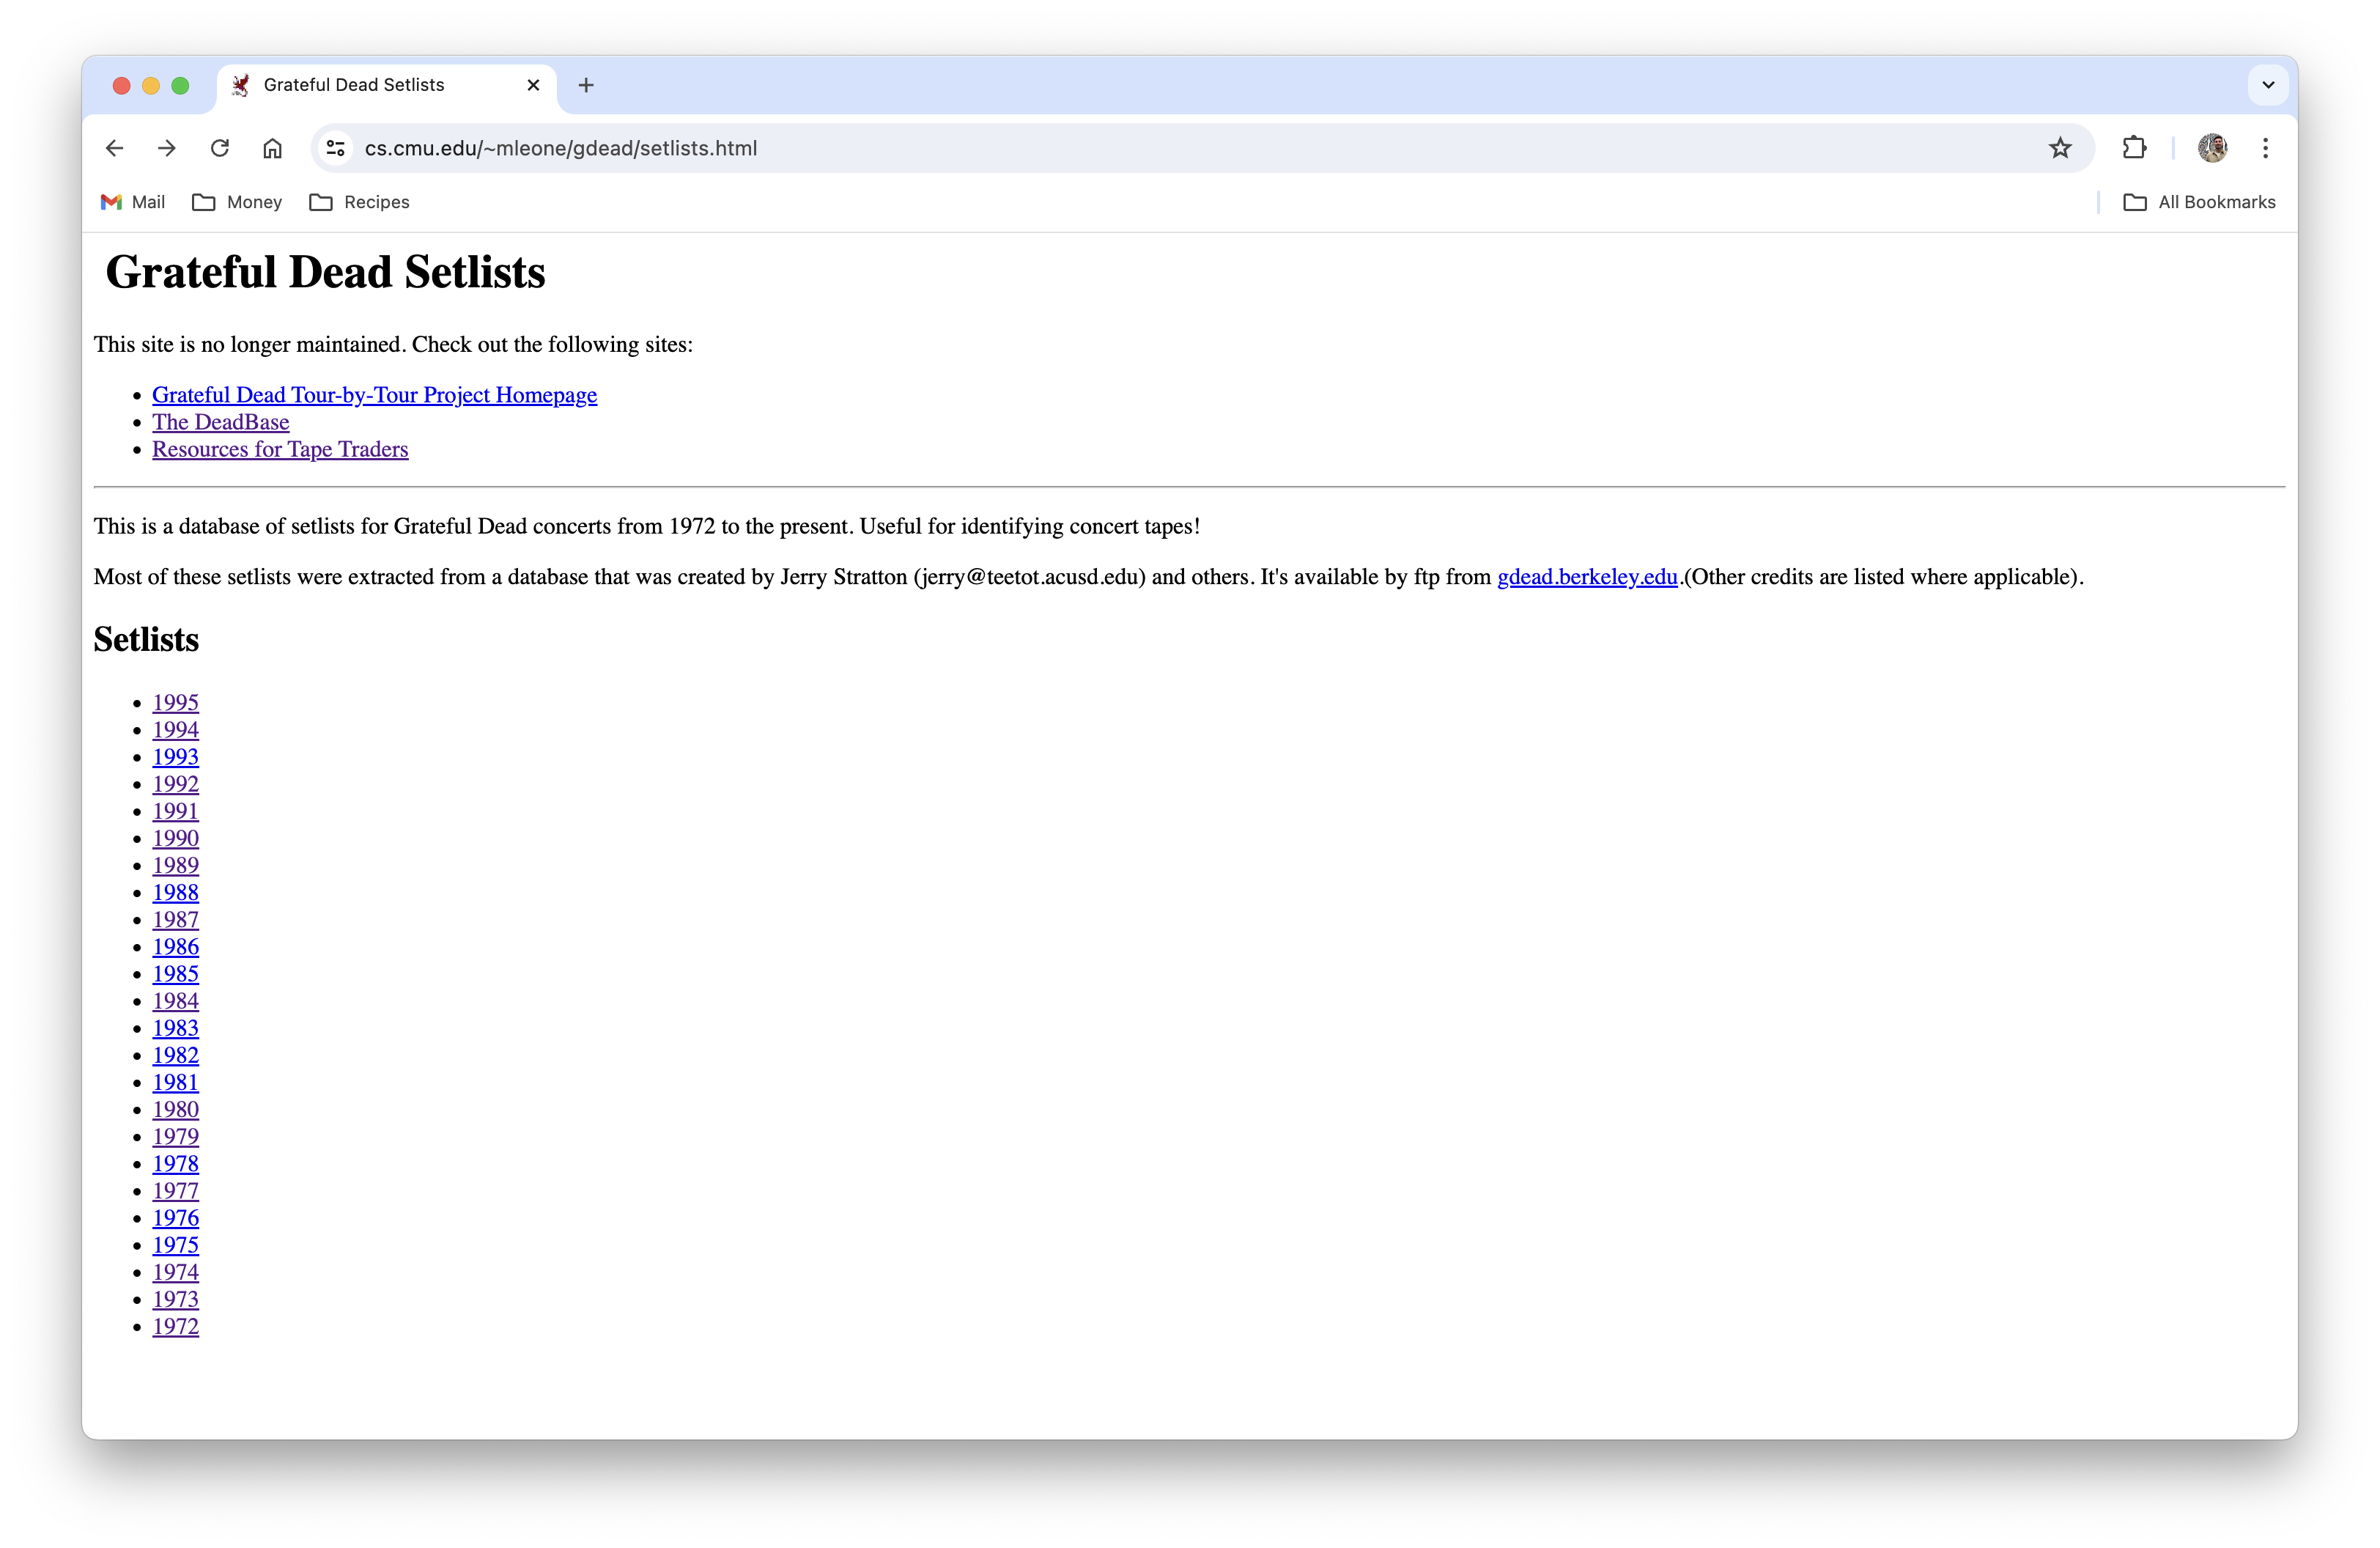 Grateful Dead Setlists
cs.cmu.edu/~mleone/gdead/setlists.html
Mail
Money
Recipes
All Bookmarks
Grateful Dead Setlists
This site is no longer maintained. Check out the following sites:
Grateful Dead Tour-by-Tour Project Homepage
The DeadBase
Resources for Tape Traders
This is a database of setlists for Grateful Dead concerts from 1972 to the present. Useful for identifying concert tapes!
Most of these setlists were extracted from a database that was created by Jerry Stratton (jerry@teetot.acusd.edu) and others. It's available by ftp from gdead.berkeley.edu.(Other credits are listed where applicable).
Setlists
1995
1994
1993
1992
1991
1990
1989
1988
1987
1986
1985
1984
1983
1982
1981
1980
1979
1978
1977
1976
1975
1974
1973
1972